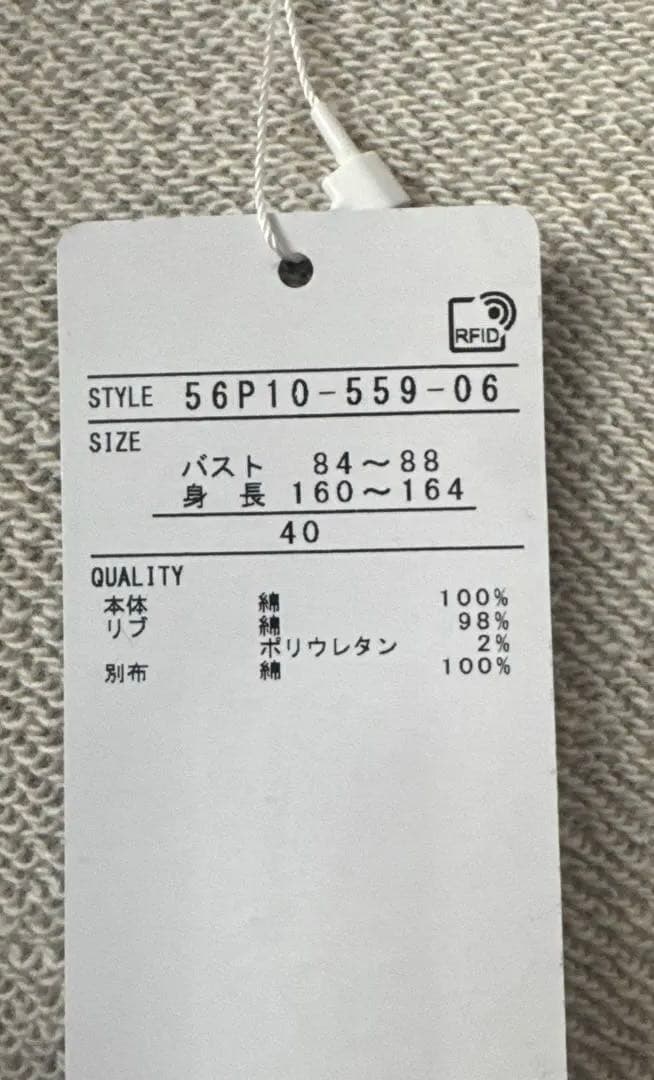 RFID
STYLE 56P10-559-06
SIZE
バスト 84〜88
身長 160〜164
40
QUALITY
本体 綿 100%
リブ 綿 98%
ポリウレタン 2%
別布 綿 100%